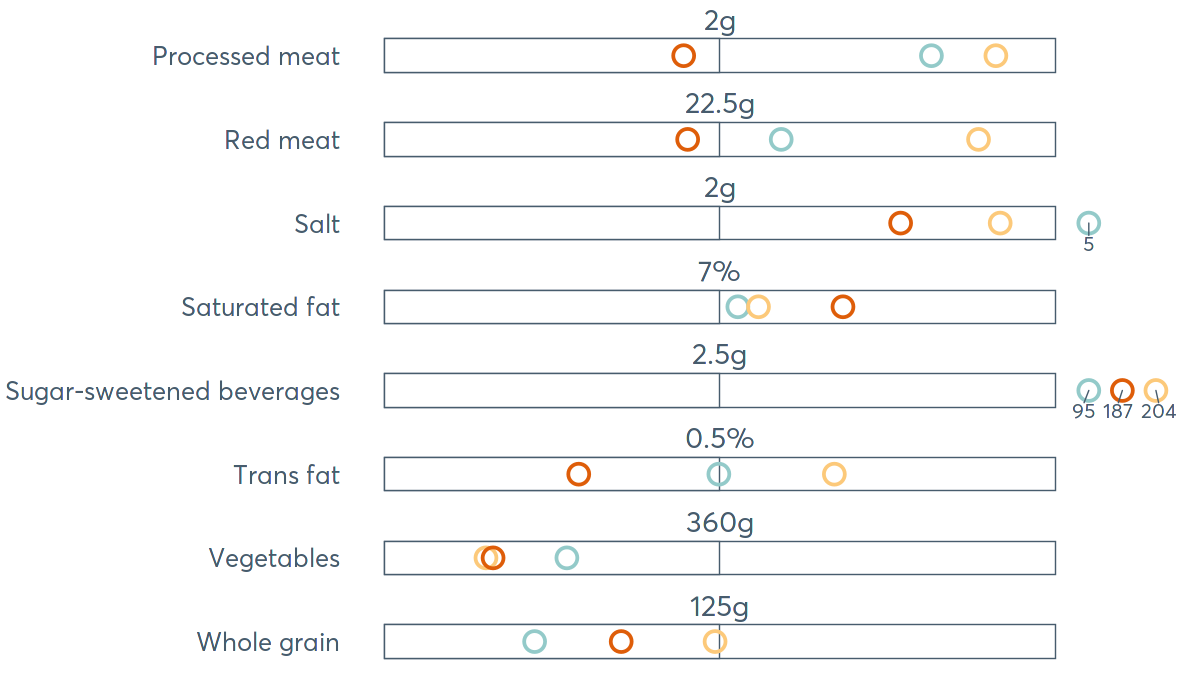 2g
Processed meat
22.5g
Red meat
2g
Salt
5
7%
Saturated fat
2.5g
Sugar-sweetened beverages
95 187 204
0.5%
Trans fat
360g
Vegetables
125g
Whole grain